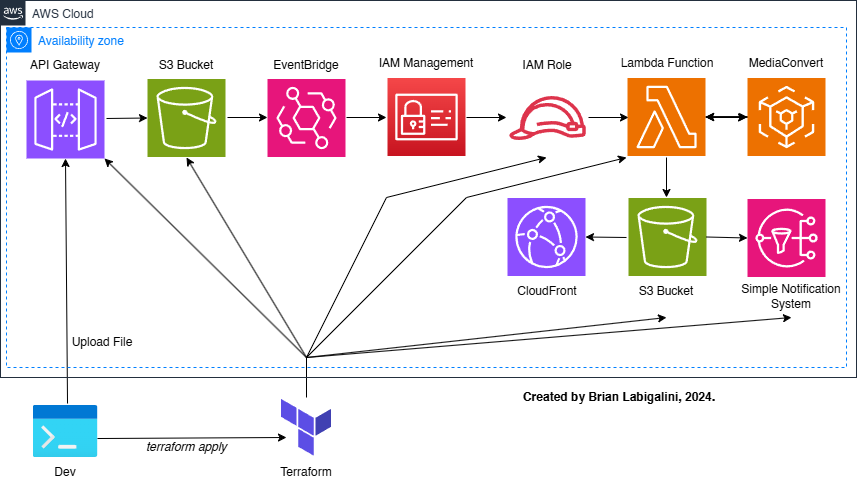 aws
AWS Cloud
Availability zone
API Gateway
S3 Bucket
EventBridge
IAM Management
IAM Role
Lambda Function
MediaConvert
CloudFront
S3 Bucket
Simple Notification
System
Upload File
Created by Brian Labigalini, 2024.
terraform apply
Dev
Terraform